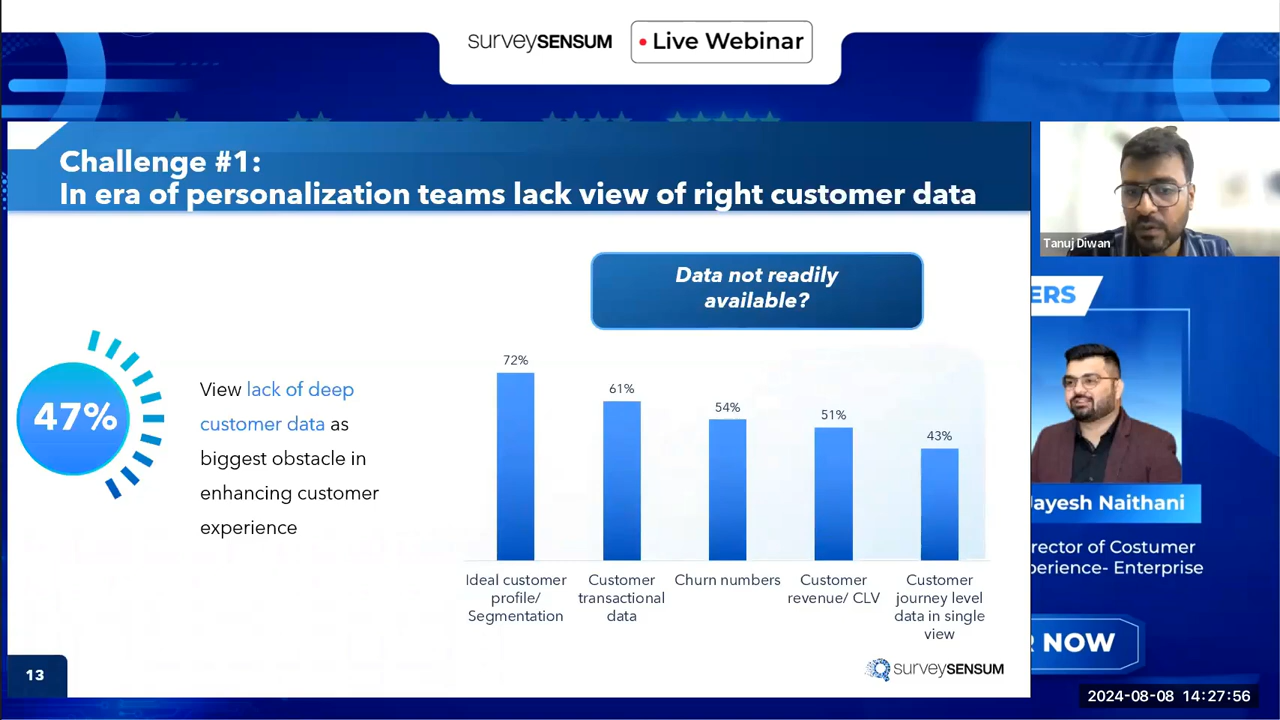 surveySENSUM
Live Webinar
Challenge #1:
In era of personalization teams lack view of right customer data
Tanuj Diwan
Data not readily
available?
ERS
47%
View lack of deep
customer data as
biggest obstacle in
enhancing customer
experience
72%
61%
54%
51%
43%
Ideal customer
profile/
Segmentation
Customer
transactional
data
Churn numbers
Customer
revenue/ CLV
Customer
journey level
data in single
view
Jayesh Naithani
rector of Costumer
perience- Enterprise
R NOW
13
surveySENSUM
2024-08-08 14:27:56